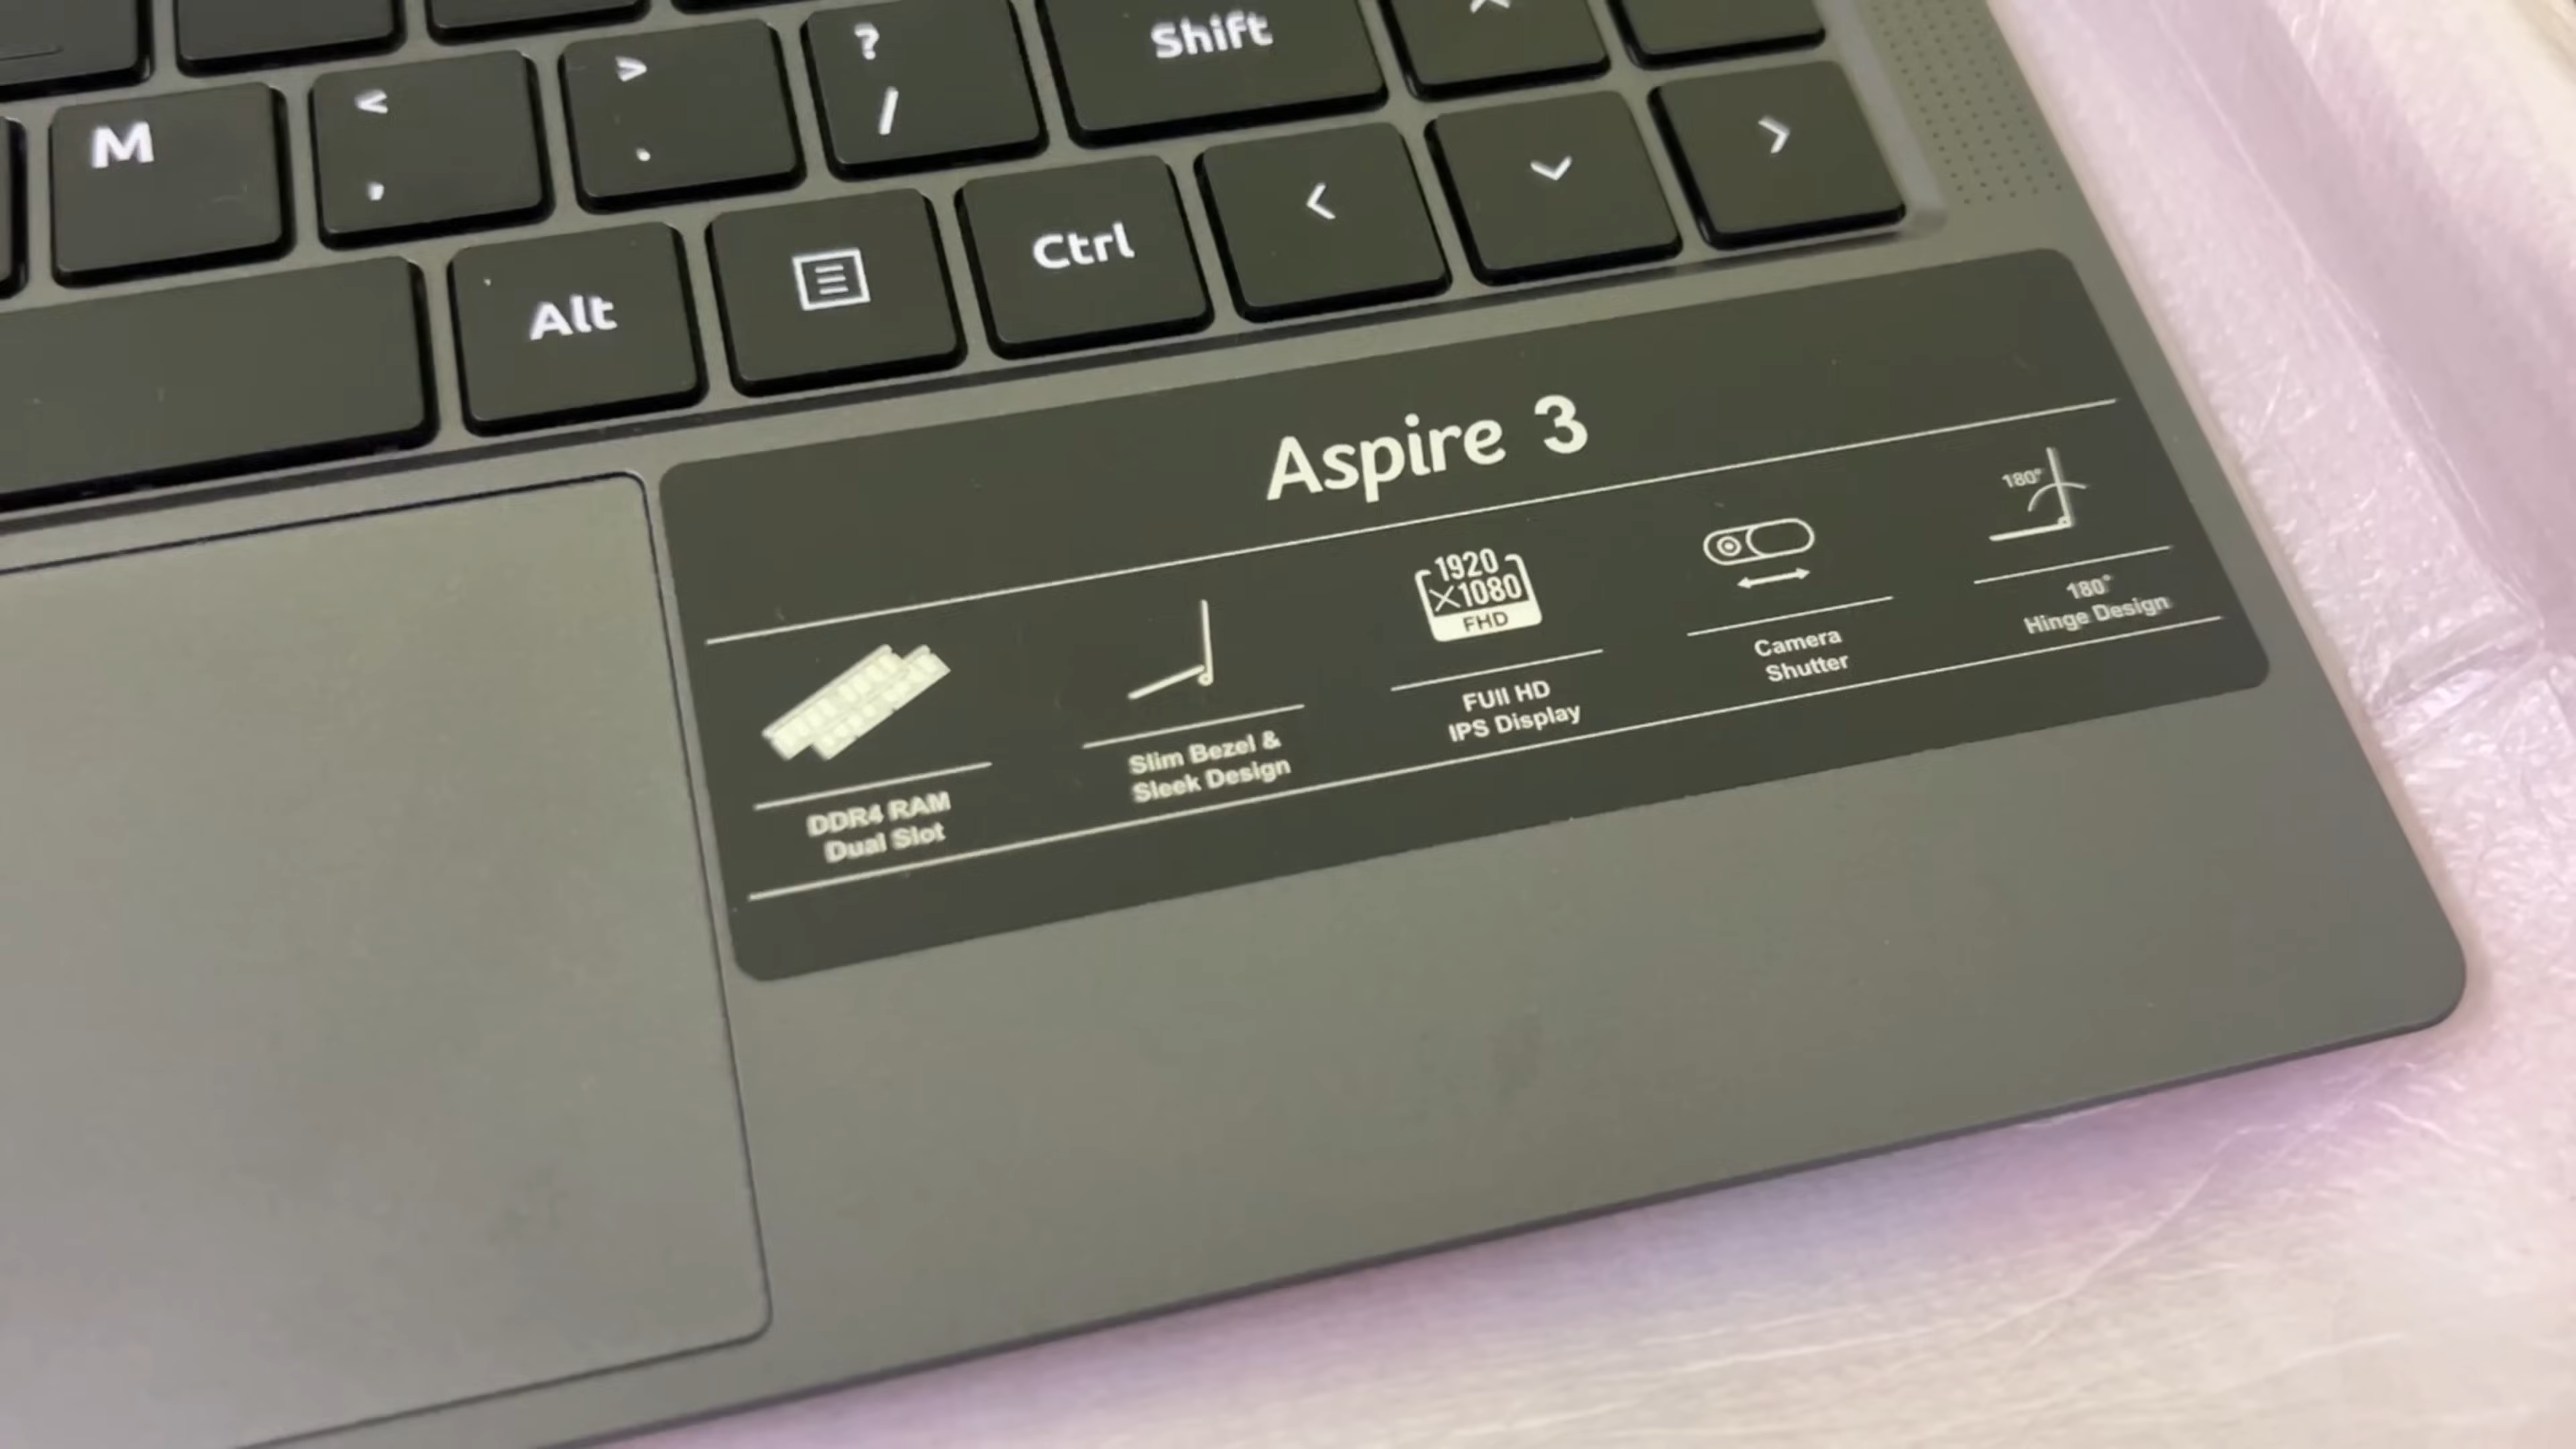 ? Shift ^
M < > /
, .
Alt Ctrl < ⌄ >
Aspire 3
180°
1920
X1080
FHD
DDR4 RAM
Dual Slot
Slim Bezel &
Sleek Design
FUll HD
IPS Display
Camera
Shutter
180°
Hinge Design